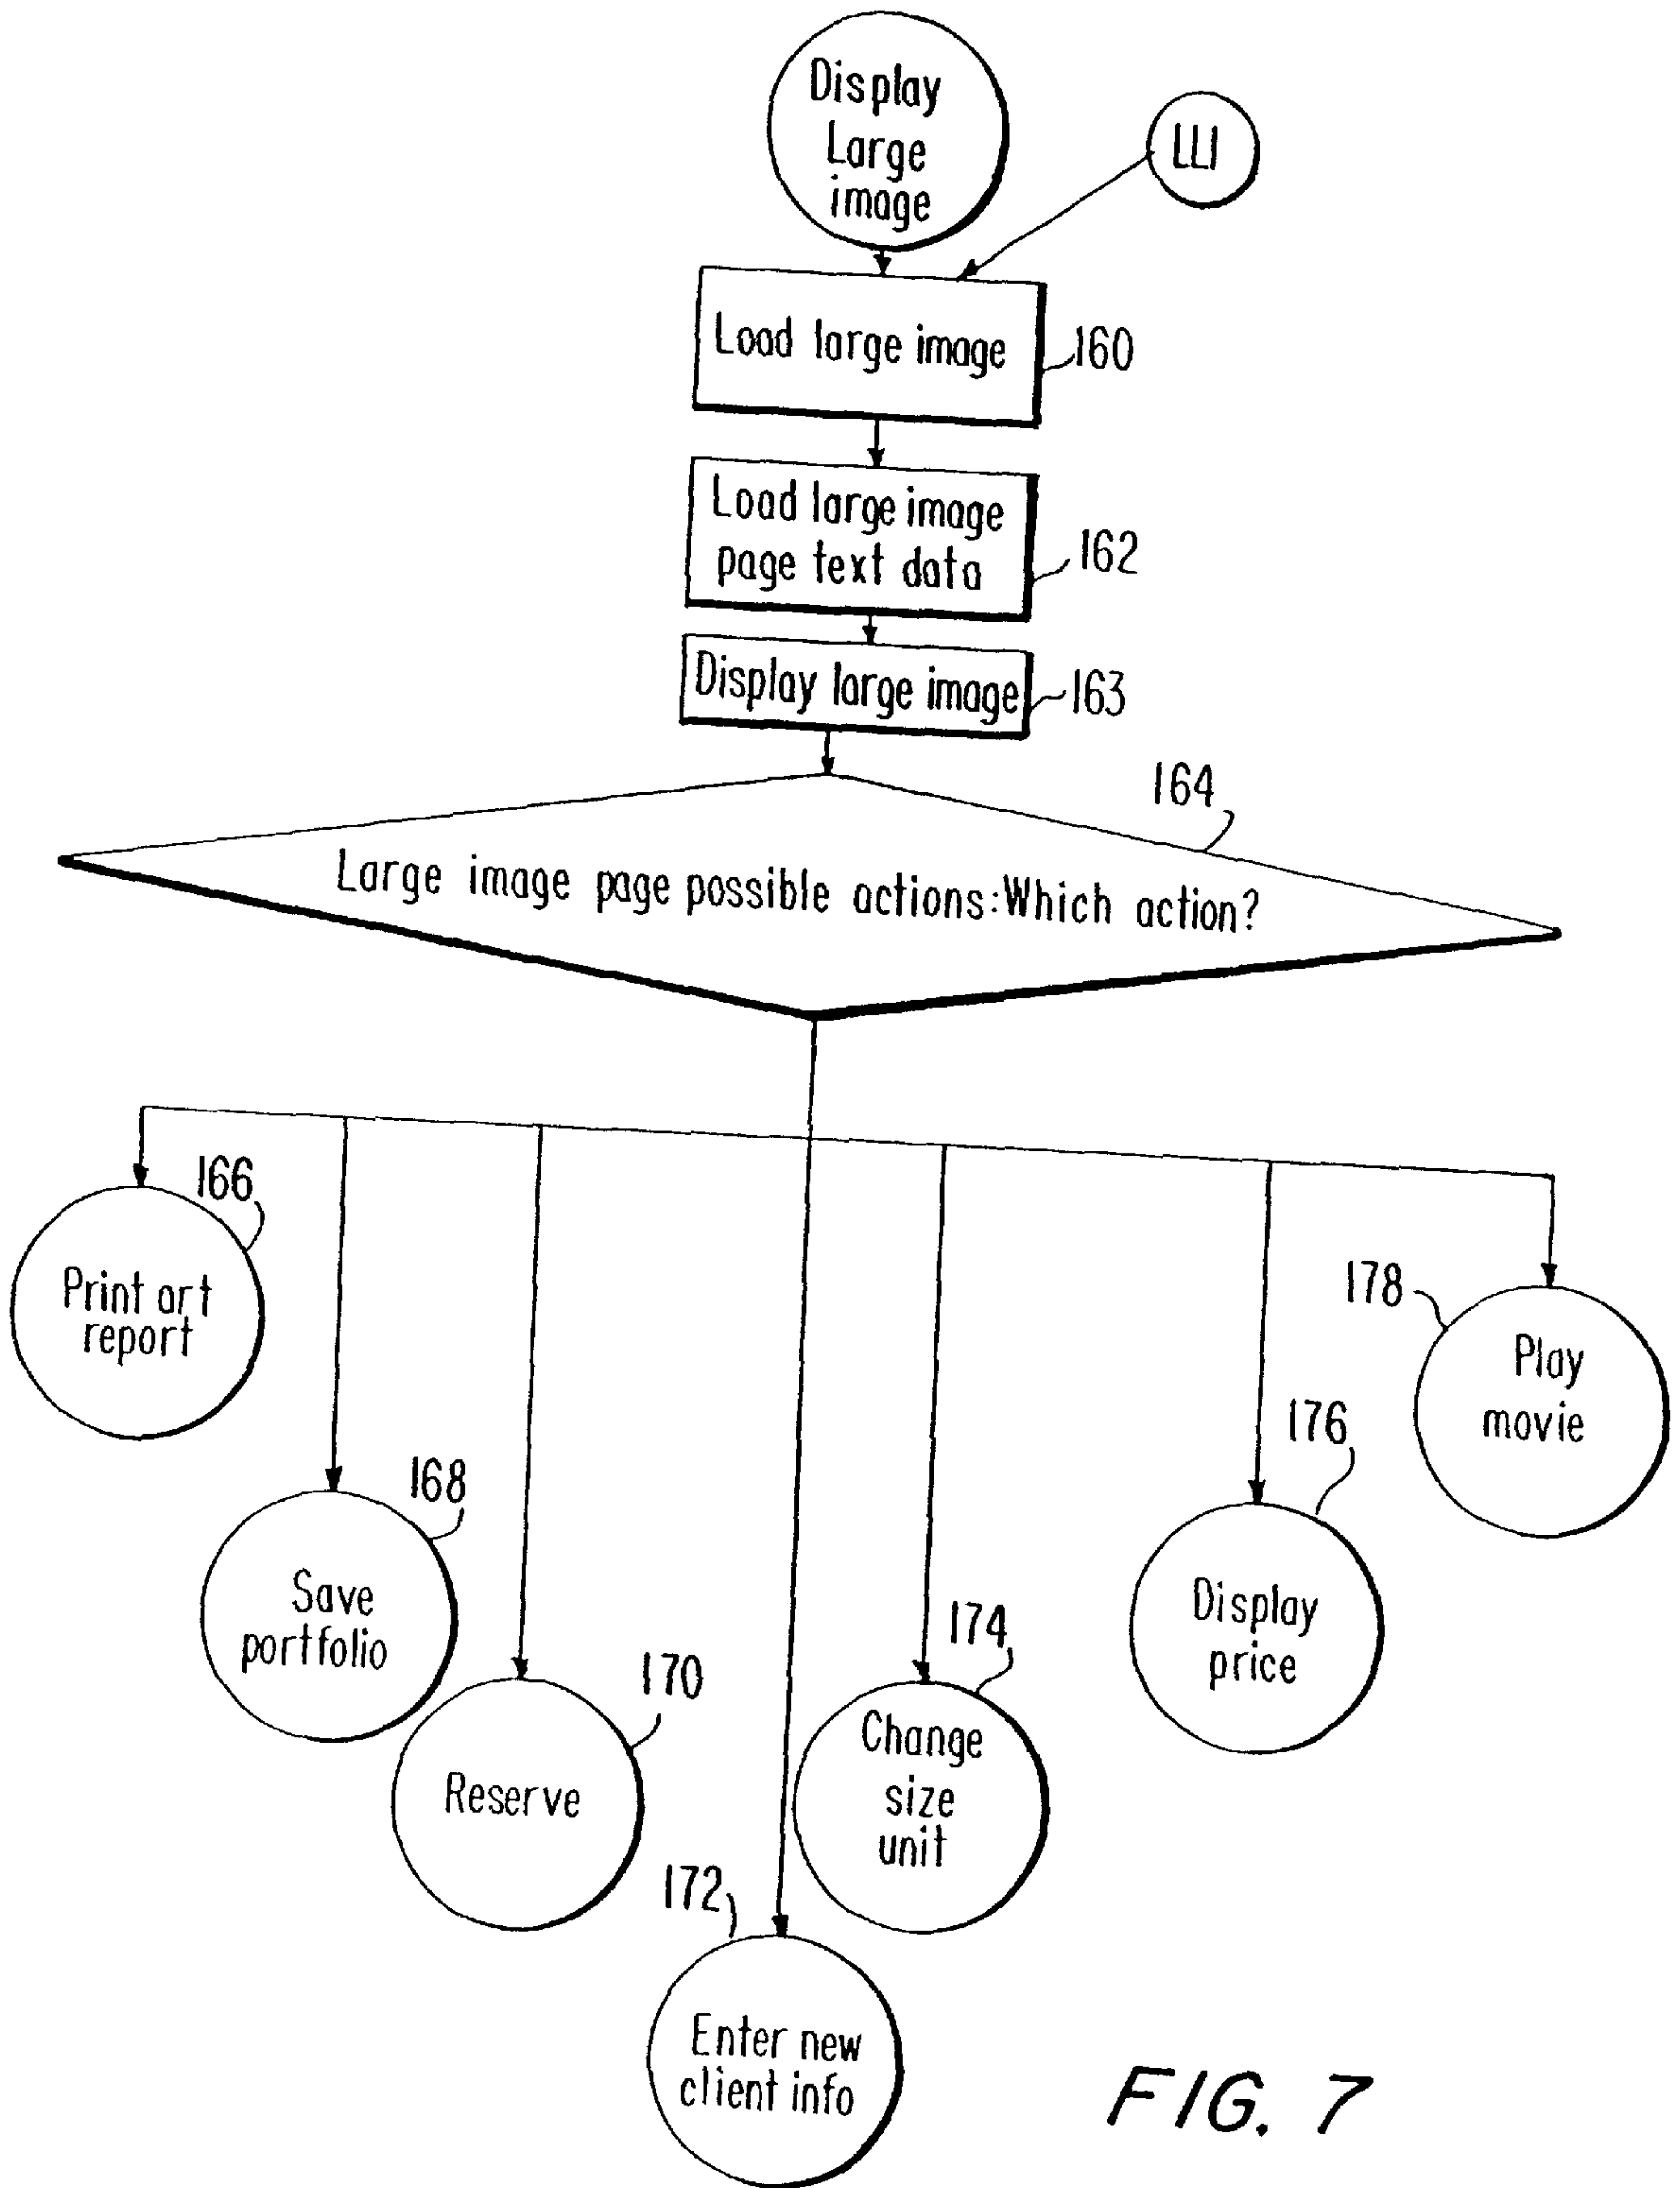 Display
Large
image
LLI
Load large image
160
Load large image
page text data
162
Display large image
163
164
Large image page possible actions:Which action?
166
Print art
report
178
Play
movie
168
Save
portfolio
176
Display
price
170
Reserve
174
Change
size
unit
172
Enter new
client info
FIG. 7